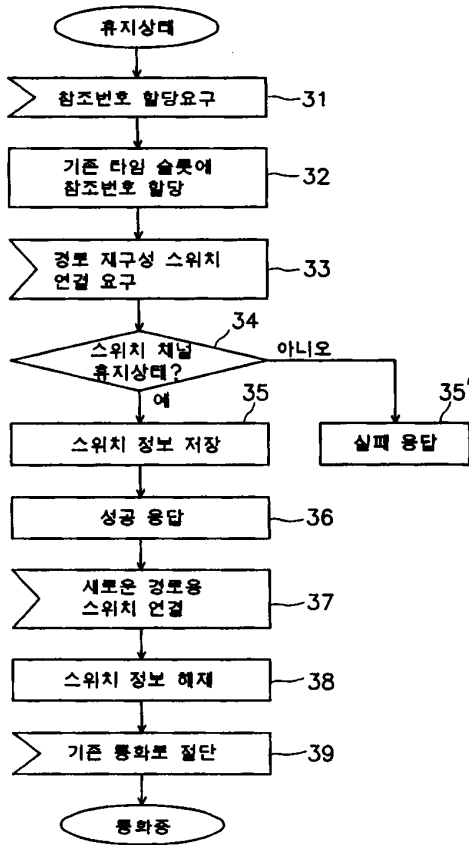 휴지상태
참조번호 할당요구
31
기존 타임 슬롯에
참조번호 할당
32
경로 재구성 스위치
연결 요구
33
34
스위치 채널
휴지상태?
아니오
예
35
스위치 정보 저장
35'
실패 응답
성공 응답
36
새로운 경로용
스위치 연결
37
스위치 정보 해제
38
기존 통화로 절단
39
통화중